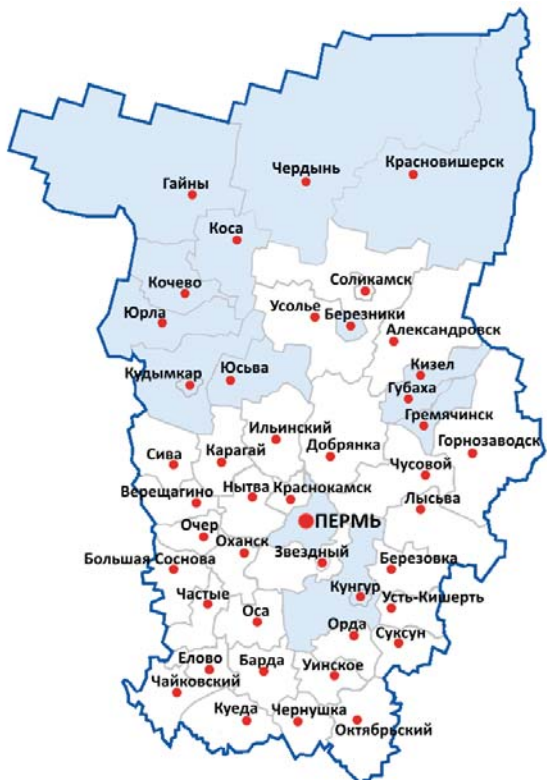 Красновишерск
Чердынь
Гайны
Коса
Соликамск
Кочево
Усолье
Березники
Юрла
Александровск
Кизел
Кудымкар
Юсьва
Губаха
Гремячинск
Ильинский
Добрянка
Горнозаводск
Сива
Карагай
Чусовой
Верещагино
Нытва
Краснокамск
Лысьва
ПЕРМЬ
Очер
Оханск
Звездный
Большая Соснова
Березовка
Частые
Кунгур
Усть-Кишерть
Оса
Орда
Суксун
Елово
Барда
Уинское
Чайковский
Куеда
Чернушка
Октябрьский